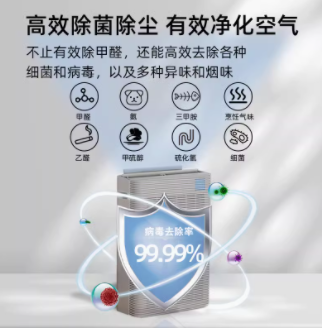 高效除菌除尘 有效净化空气
不止有效除甲醛，还能高效去除各种
细菌和病毒，以及多种异味和烟味
甲醛 氨 三甲胺 烹饪气味
乙醛 甲硫醇 硫化氢 细菌
病毒去除率
99.99%